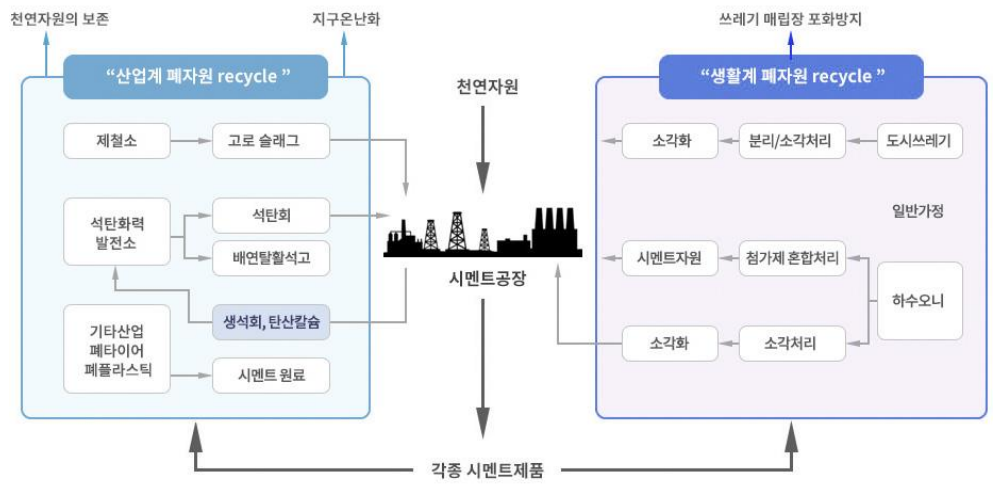 천연자원의 보존
지구온난화
쓰레기 매립장 포화방지
“산업계 폐자원 recycle ”
천연자원
“생활계 폐자원 recycle ”
제철소
고로 슬래그
소각화
분리/소각처리
도시쓰레기
석탄화력
발전소
석탄회
배연탈활석고
일반가정
시멘트공장
시멘트자원
첨가제 혼합처리
하수오니
생석회, 탄산칼슘
기타산업
폐타이어
폐플라스틱
시멘트 원료
소각화
소각처리
각종 시멘트제품